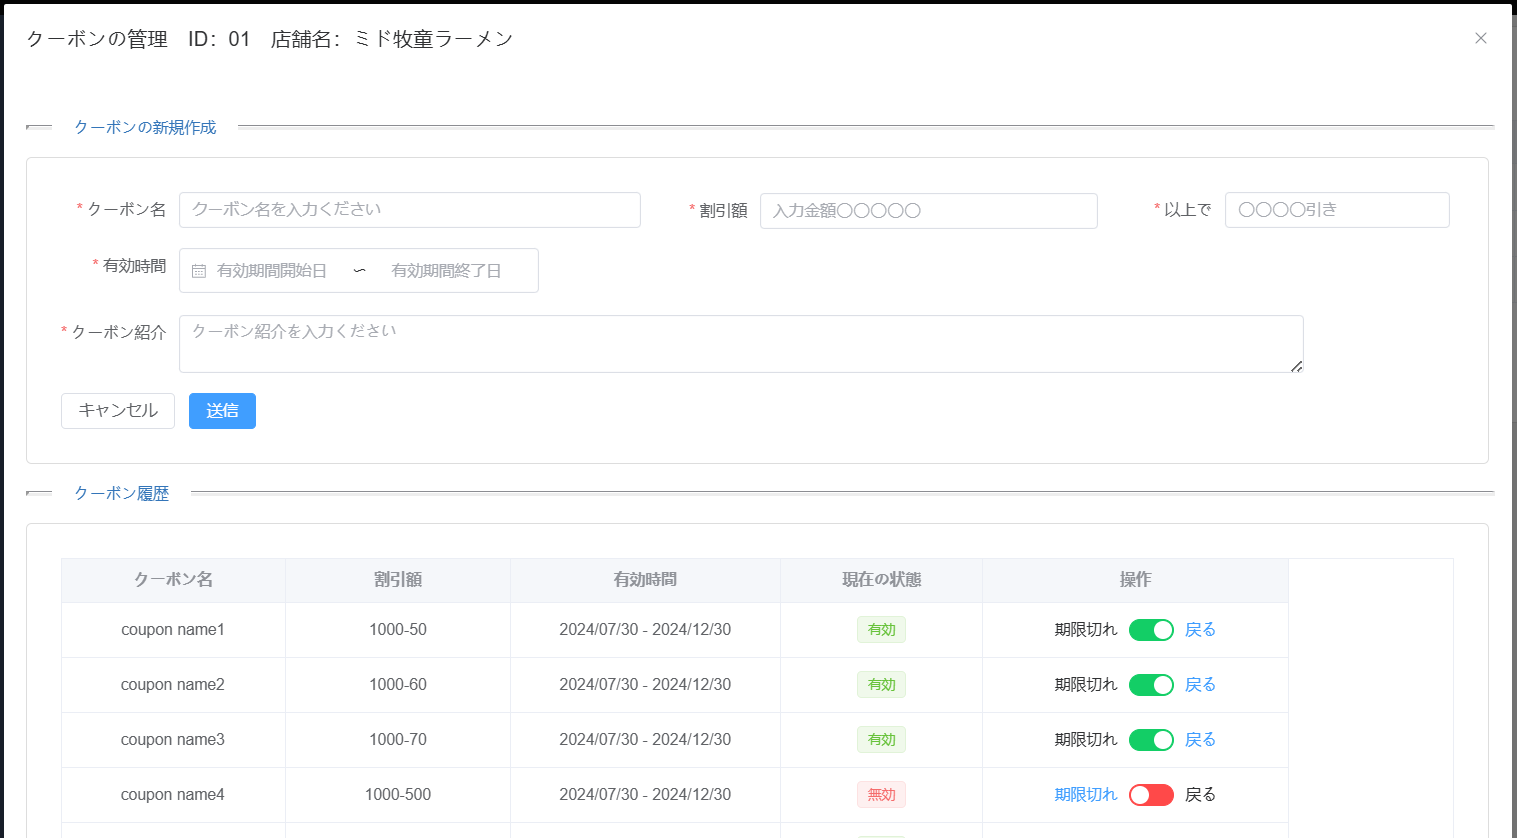 クーボンの管理 ID: 01 店舗名: ミド牧童ラーメン
クーボンの新規作成
* クーボン名 クーボン名を入力ください * 割引額 入力金額〇〇〇〇〇 * 以上で 〇〇〇〇引き
* 有効時間 有効期間開始日 ~ 有効期間終了日
* クーボン紹介 クーボン紹介を入力ください
キャンセル 送信
クーボン履歴
クーボン名 割引額 有効時間 現在の状態 操作
coupon name1 1000-50 2024/07/30 - 2024/12/30 有効 期限切れ 戻る
coupon name2 1000-60 2024/07/30 - 2024/12/30 有効 期限切れ 戻る
coupon name3 1000-70 2024/07/30 - 2024/12/30 有効 期限切れ 戻る
coupon name4 1000-500 2024/07/30 - 2024/12/30 無効 期限切れ 戻る